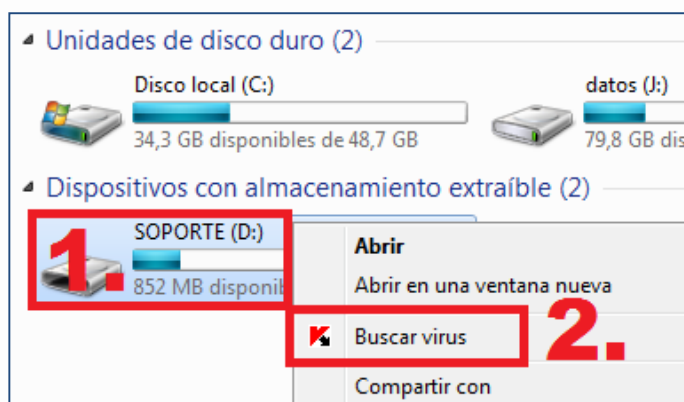 Unidades de disco duro (2)
Disco local (C:)
34,3 GB disponibles de 48,7 GB
datos (J:)
79,8 GB dis
Dispositivos con almacenamiento extraíble (2)
1.
SOPORTE (D:)
852 MB disponib
Abrir
Abrir en una ventana nueva
Buscar virus
2.
Compartir con